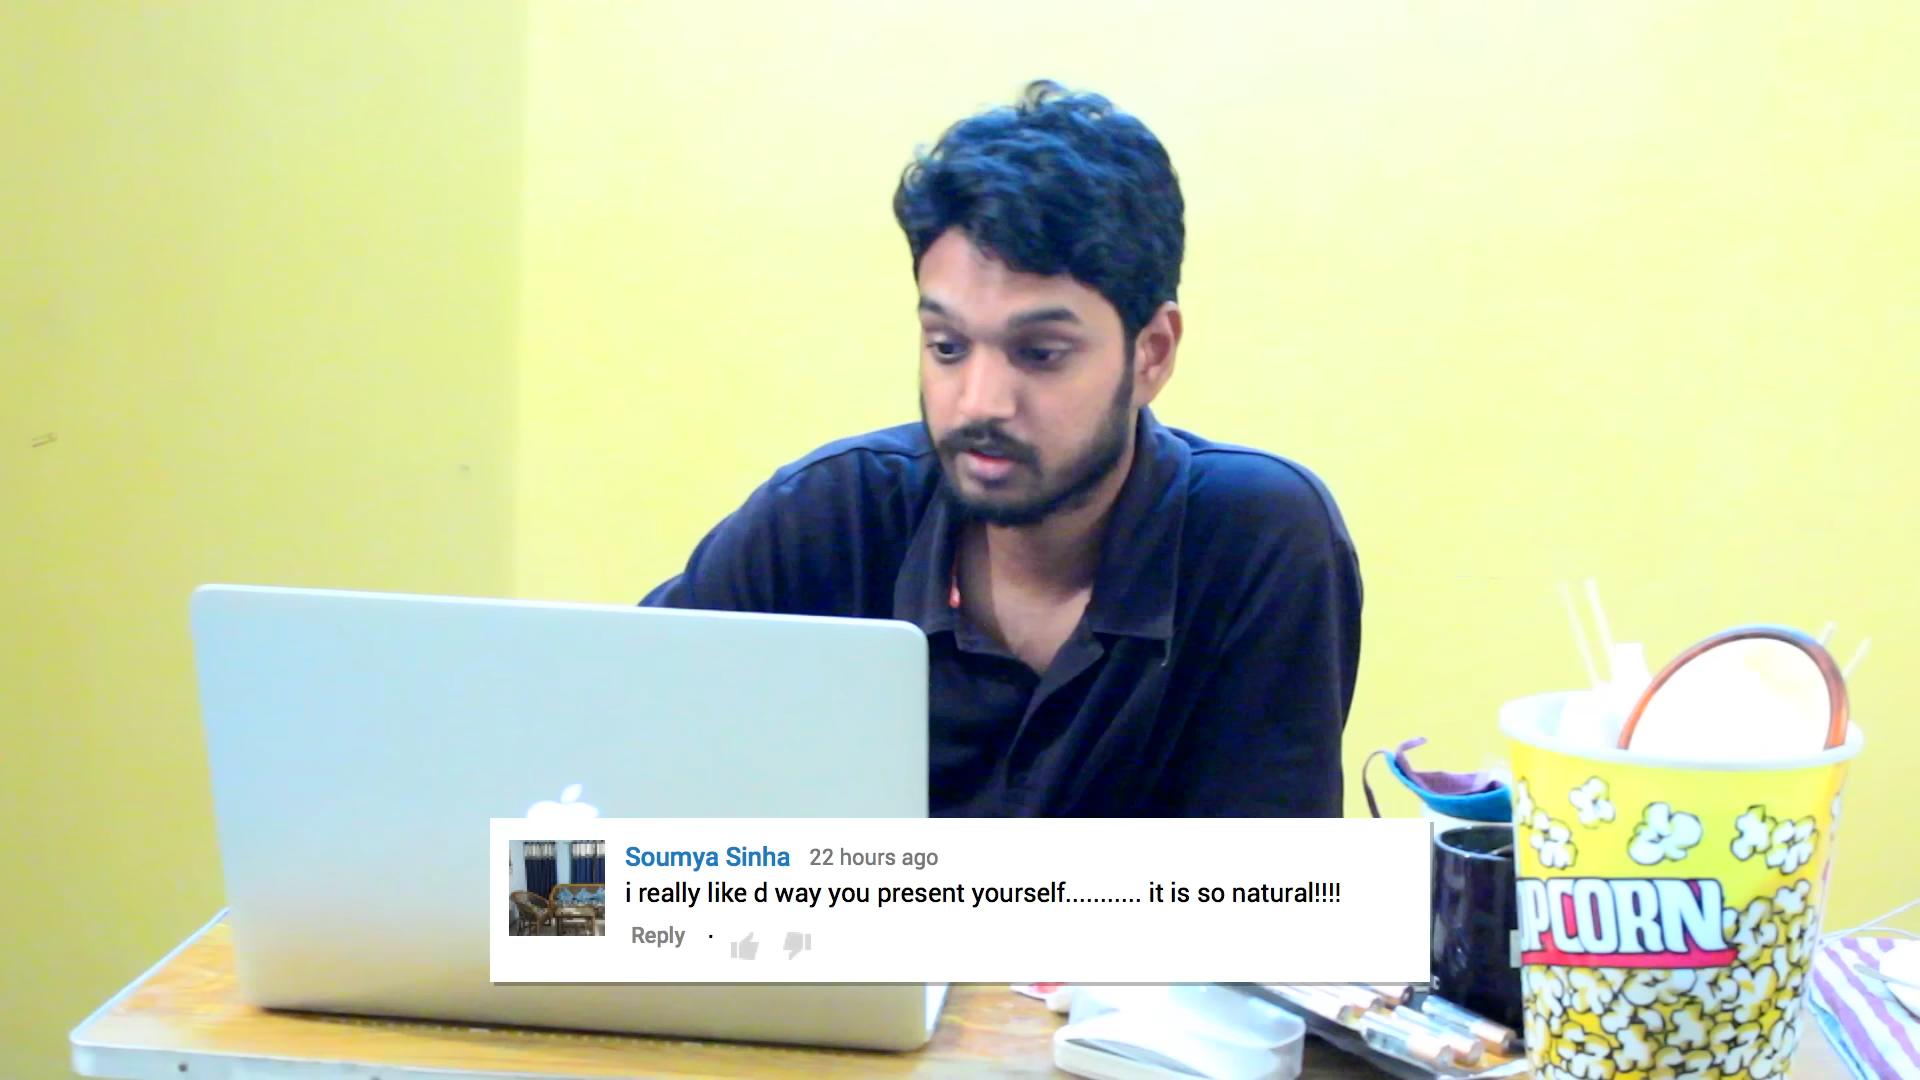 Soumya Sinha 22 hours ago
i really like d way you present yourself........... it is so natural!!!!
Reply ·
PCORN